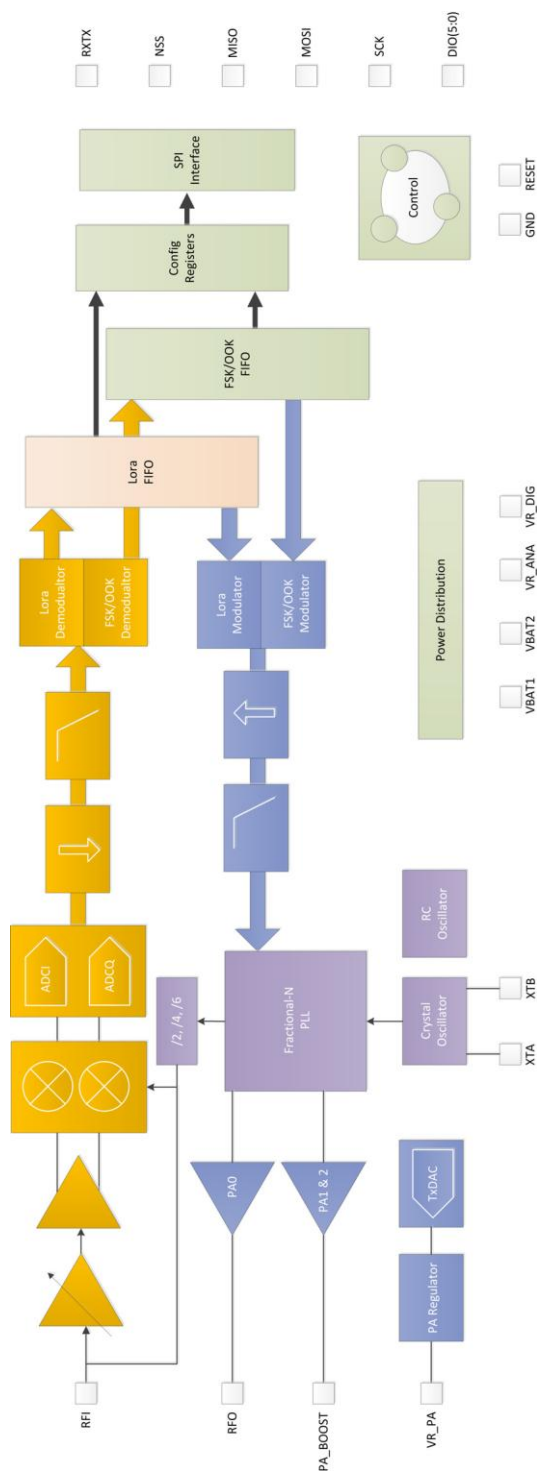 RFI
RFO
PA_BOOST
VR_PA
ADCI
ADCQ
/2, /4, /6
PA0
PA1 & 2
PA Regulator
TxDAC
Fractional-N
PLL
Crystal
Oscillator
RC
Oscillator
XTA
XTB
Lora
Demodualtor
FSK/OOK
Demodualtor
Lora
Modulator
FSK/OOK
Modulator
Lora
FIFO
FSK/OOK
FIFO
Config
Registers
SPI
Interface
Power Distribution
VBAT1
VBAT2
VR_ANA
VR_DIG
Control
GND
RESET
RXTX
NSS
MISO
MOSI
SCK
DIO(5:0)